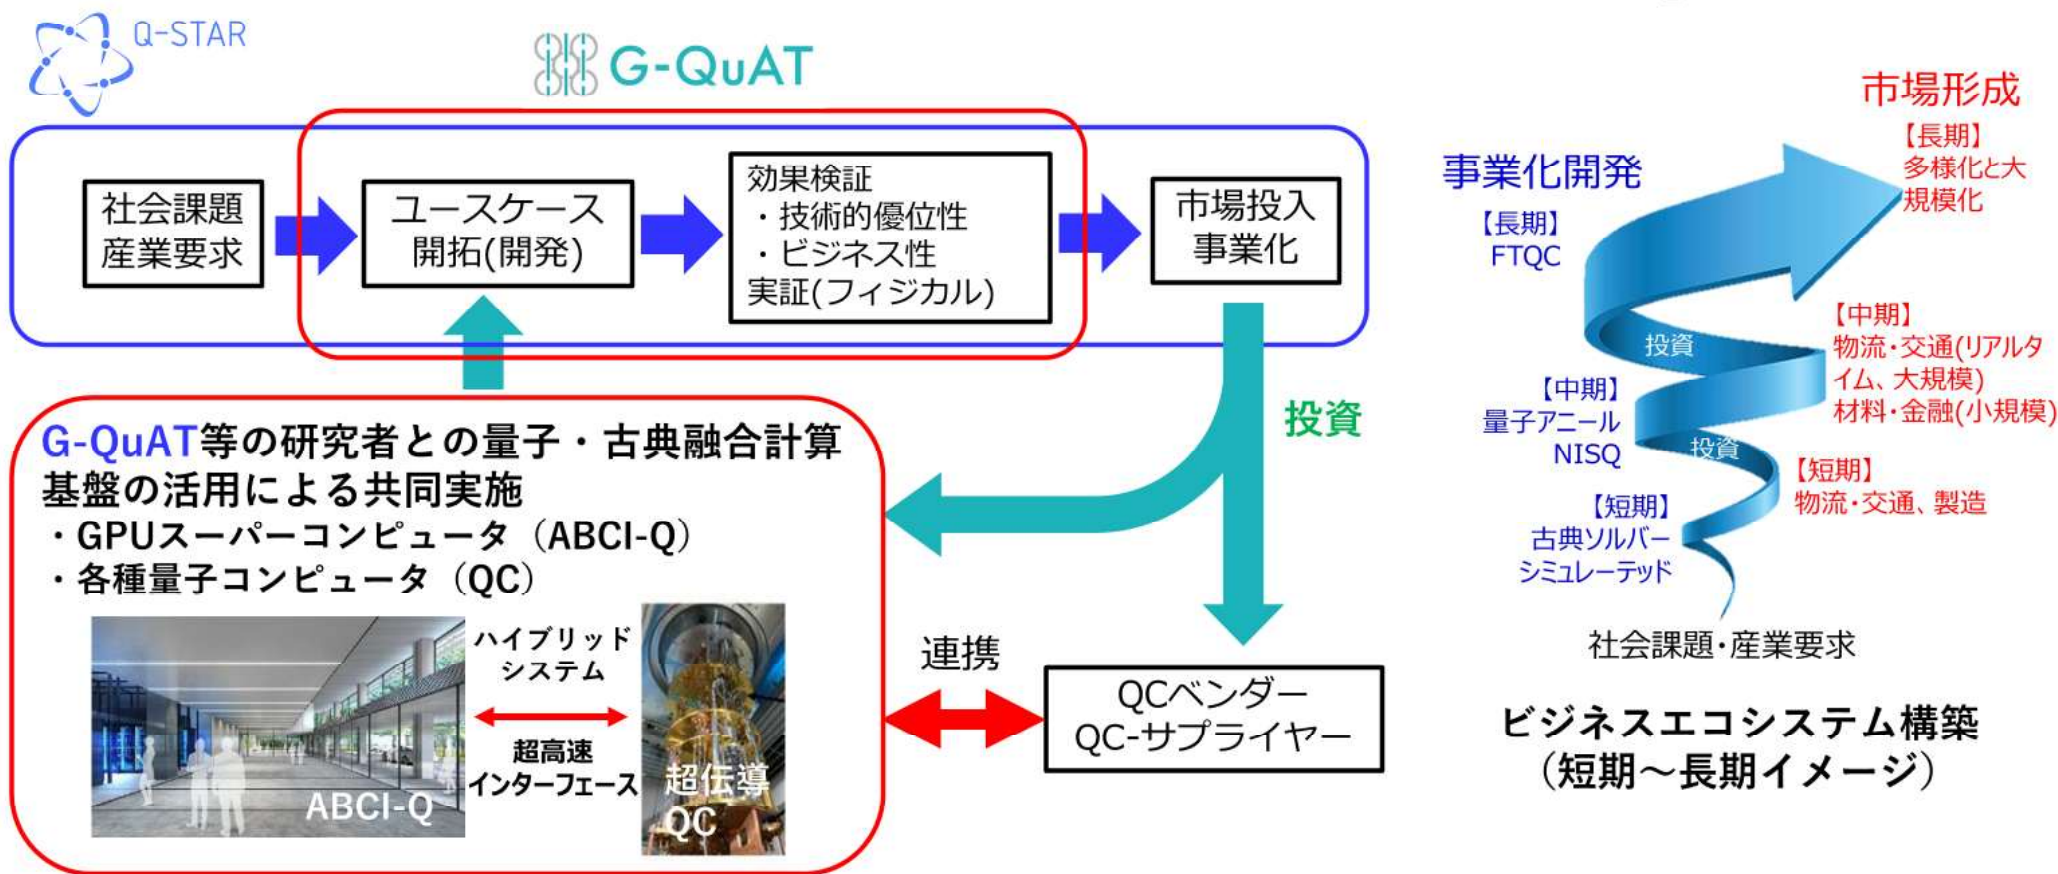 Q-STAR
G-QuAT
社会課題
産業要求
ユースケース
開拓(開発)
効果検証
・技術的優位性
・ビジネス性
実証(フィジカル)
市場投入
事業化
投資
G-QuAT等の研究者との量子・古典融合計算
基盤の活用による共同実施
・GPUスーパーコンピュータ（ABCI-Q）
・各種量子コンピュータ（QC）
ABCI-Q
ハイブリッド
システム
超高速
インターフェース
超伝導
QC
連携
QCベンダー
QC-サプライヤー
市場形成
【長期】
多様化と大
規模化
事業化開発
【長期】
FTQC
投資
【中期】
物流・交通(リアルタ
イム、大規模)
材料・金融(小規模)
【中期】
量子アニール
NISQ
投資
【短期】
物流・交通、製造
【短期】
古典ソルバー
シミュレーテッド
社会課題・産業要求
ビジネスエコシステム構築
（短期～長期イメージ）